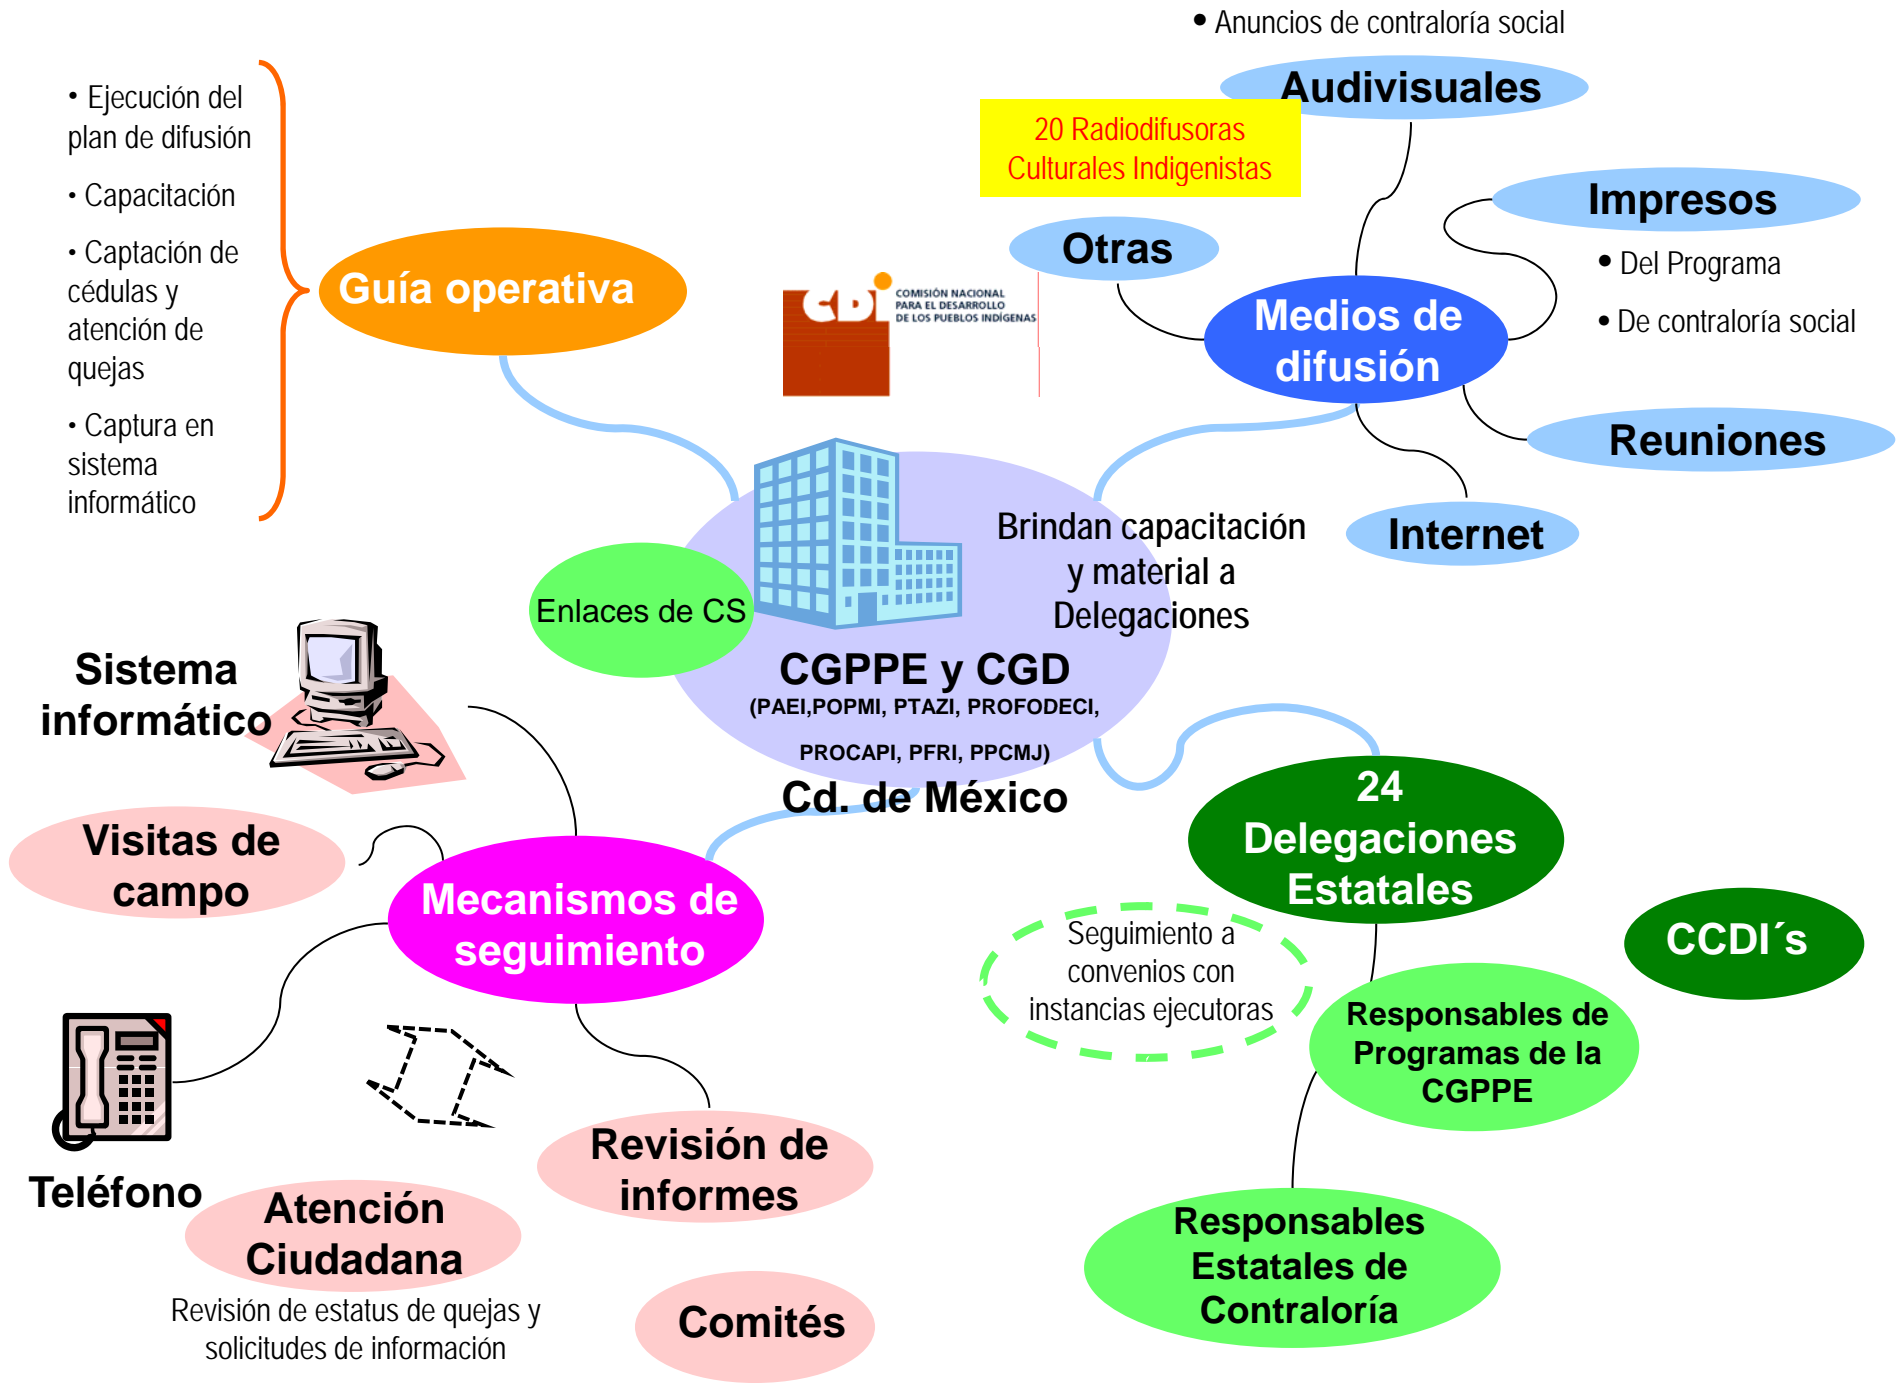 • Anuncios de contraloría social
Audivisuales
20 Radiodifusoras
Culturales Indigenistas
Impresos
• Del Programa
• De contraloría social
Otras
Medios de
difusión
Reuniones
Internet
• Ejecución del
plan de difusión
• Capacitación
• Captación de
cédulas y
atención de
quejas
• Captura en
sistema
informático
Guía operativa
CDI
COMISIÓN NACIONAL
PARA EL DESARROLLO
DE LOS PUEBLOS INDÍGENAS
Brindan capacitación
y material a
Delegaciones
Enlaces de CS
CGPPE y CGD
(PAEI,POPMI, PTAZI, PROFODECI,
PROCAPI, PFRI, PPCMJ)
Cd. de México
Sistema
informático
Visitas de
campo
Mecanismos de
seguimiento
Teléfono
Atención
Ciudadana
Revisión de estatus de quejas y
solicitudes de información
Revisión de
informes
Comités
24
Delegaciones
Estatales
CCDI´s
Seguimiento a
convenios con
instancias ejecutoras
Responsables de
Programas de la
CGPPE
Responsables
Estatales de
Contraloría